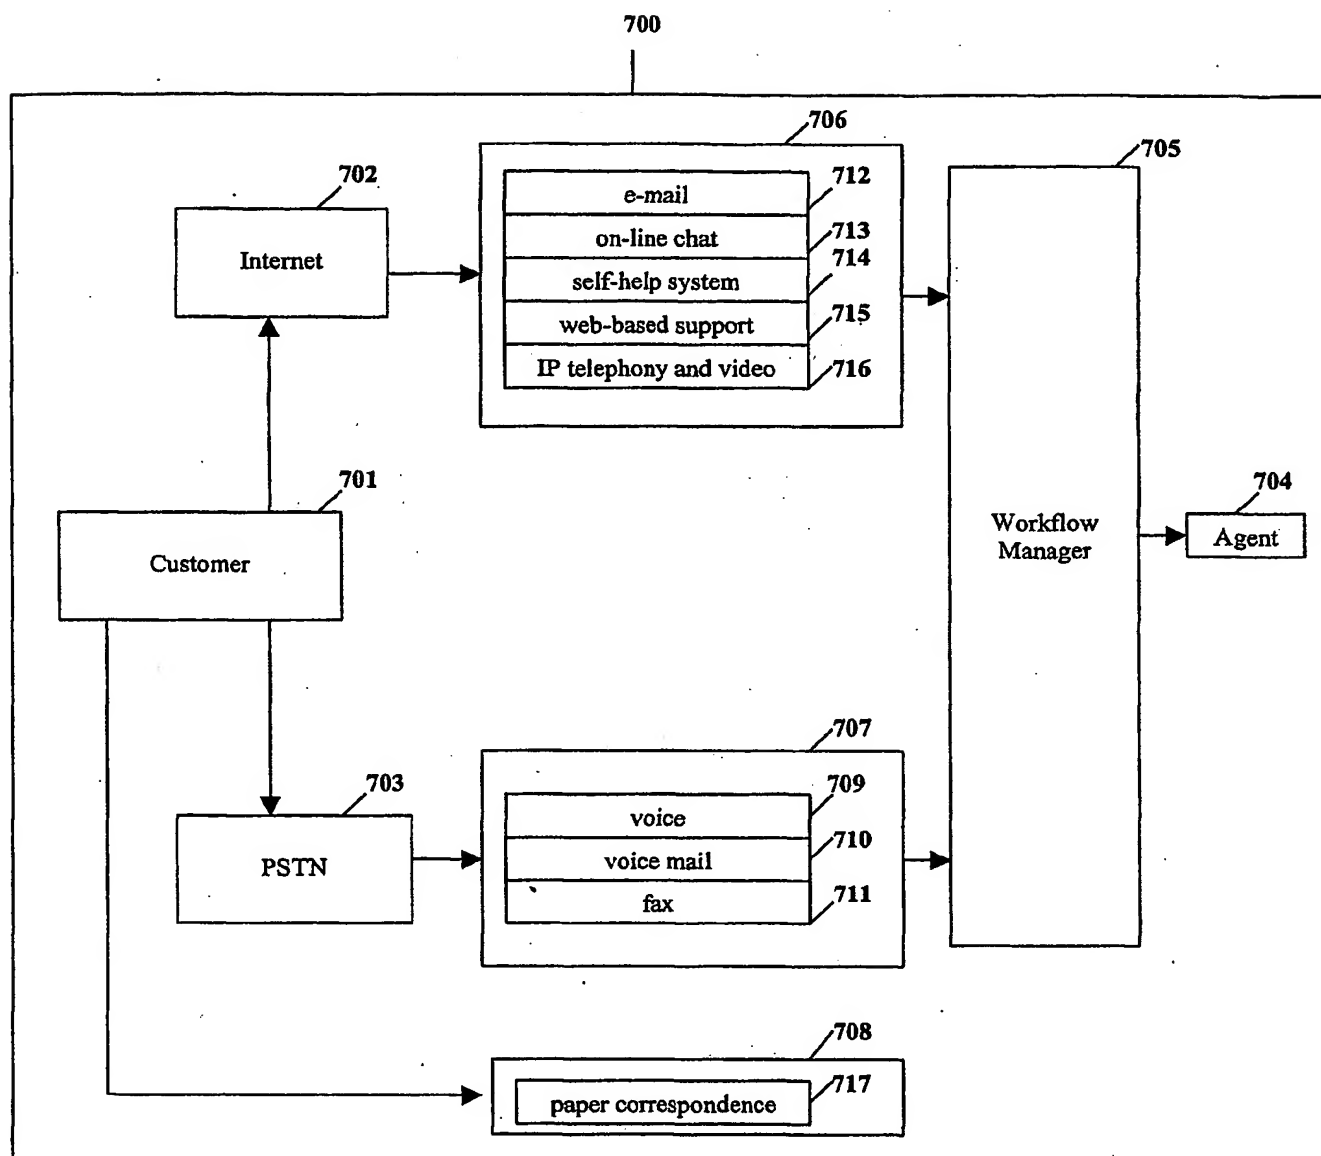 700
706
705
702
712
e-mail
713
on-line chat
Internet
714
self-help system
715
web-based support
716
IP telephony and video
701
704
Customer
Workflow
Manager
Agent
707
703
709
voice
710
PSTN
voice mail
711
fax
708
717
paper correspondence